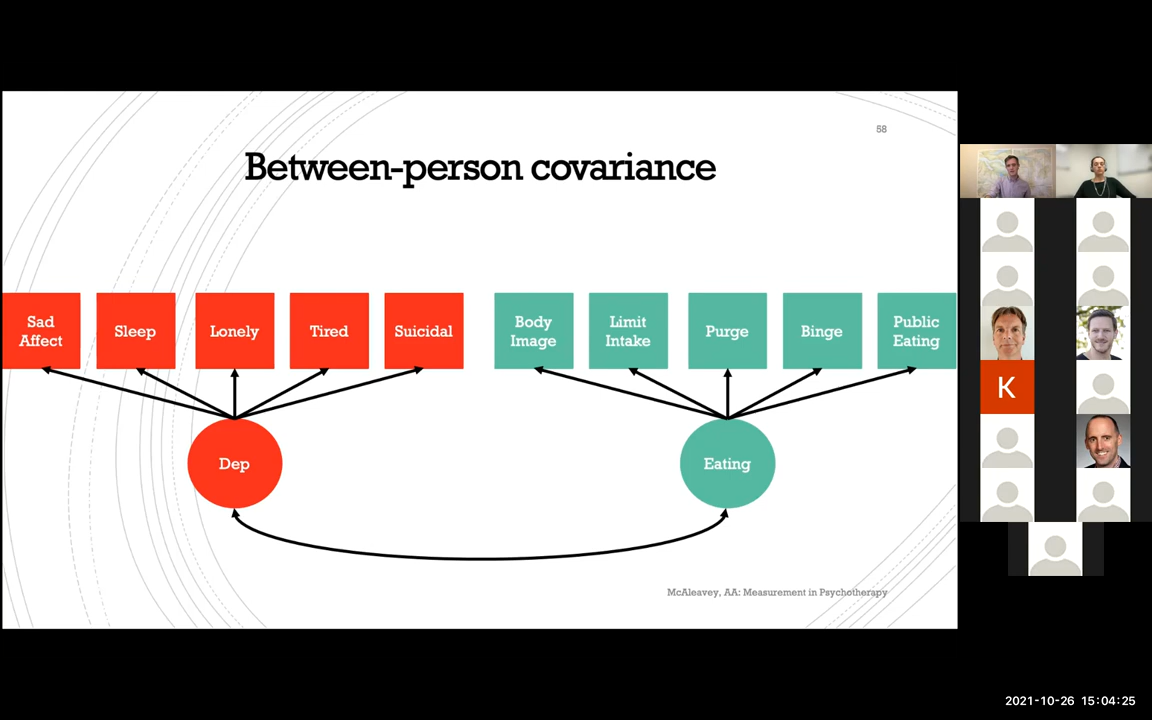 58
Between-person covariance
Sad
Affect
Sleep
Lonely
Tired
Suicidal
Body
Image
Limit
Intake
Purge
Binge
Public
Eating
Dep
Eating
McAleavey, AA: Measurement in Psychotherapy
K
2021-10-26 15:04:25